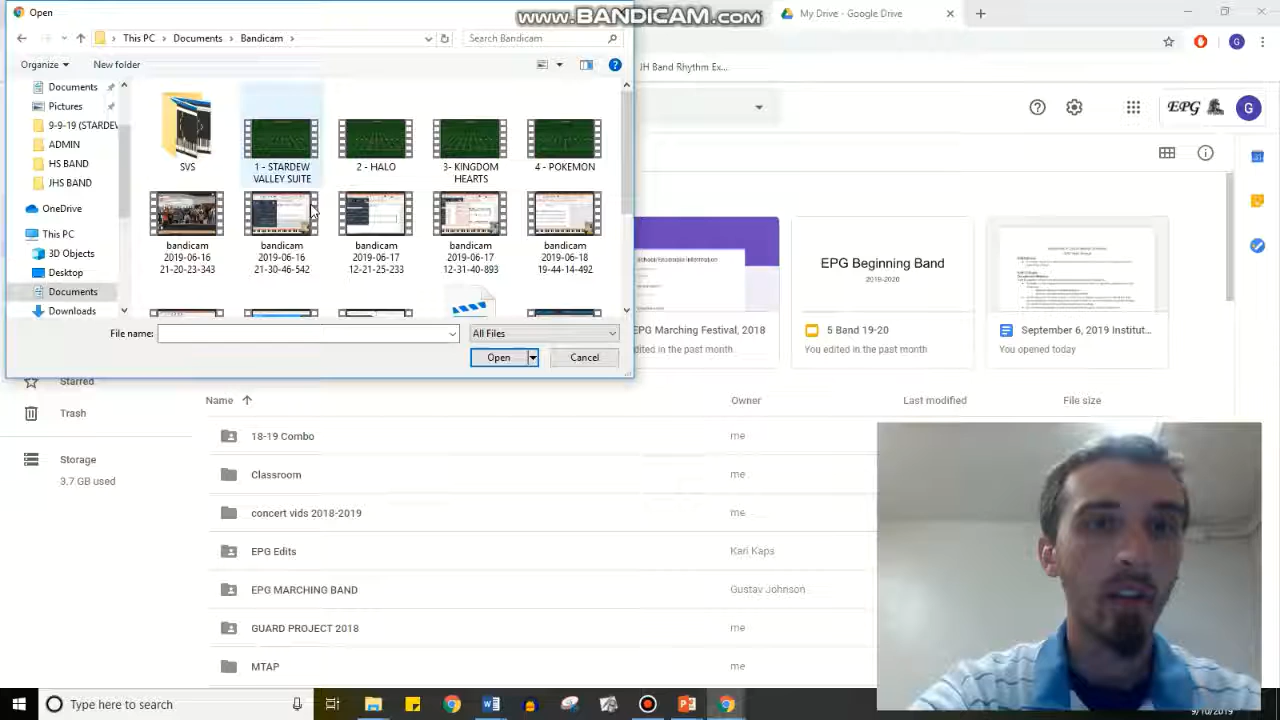 Open
www.BANDICAM.com
My Drive - Google Drive
This PC
Documents
Bandicam
Search Bandicam
JH Band Rhythm Ex...
Organize
New folder
Documents
Pictures
9-9-19 (STARDEW
ADMIN
HS BAND
JHS BAND
OneDrive
This PC
3D Objects
Desktop
Documents
Downloads
SVS
1 - STARDEW
VALLEY SUITE
2 - HALO
3- KINGDOM
HEARTS
4 - POKEMON
bandicam
2019-06-16
21-20-23-345
bandicam
2019-06-16
21-30-46-542
bandicam
2019-06-17
12-21-25-233
bandicam
2019-06-17
12-31-40-893
bandicam
2019-06-18
19-44-14-492
File name:
All Files
Open
Cancel
EPG
G
G
EPG Beginning Band
2019-2020
EPG Marching Festival, 2018
edited in the past month
5 Band 19-20
You edited in the past month
September 6, 2019 Institut...
You opened today
Starred
Trash
Storage
3.7 GB used
Name
Owner
Last modified
File size
18-19 Combo
me
Classroom
me
concert vids 2018-2019
me
EPG Edits
Kari Kaps
EPG MARCHING BAND
Gustav Johnson
GUARD PROJECT 2018
me
MTAP
me
Type here to search
9/10/2019